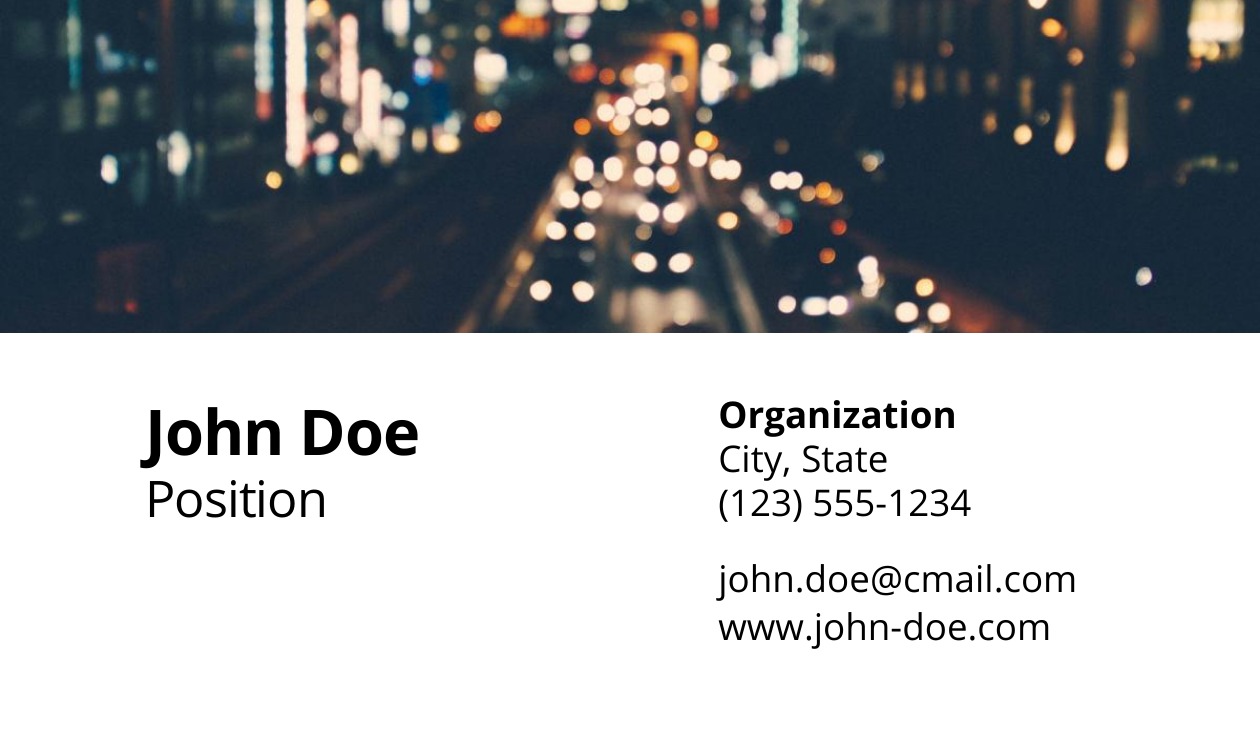 John Doe
Position
Organization
City, State
(123) 555-1234
john.doe@cmail.com
www.john-doe.com